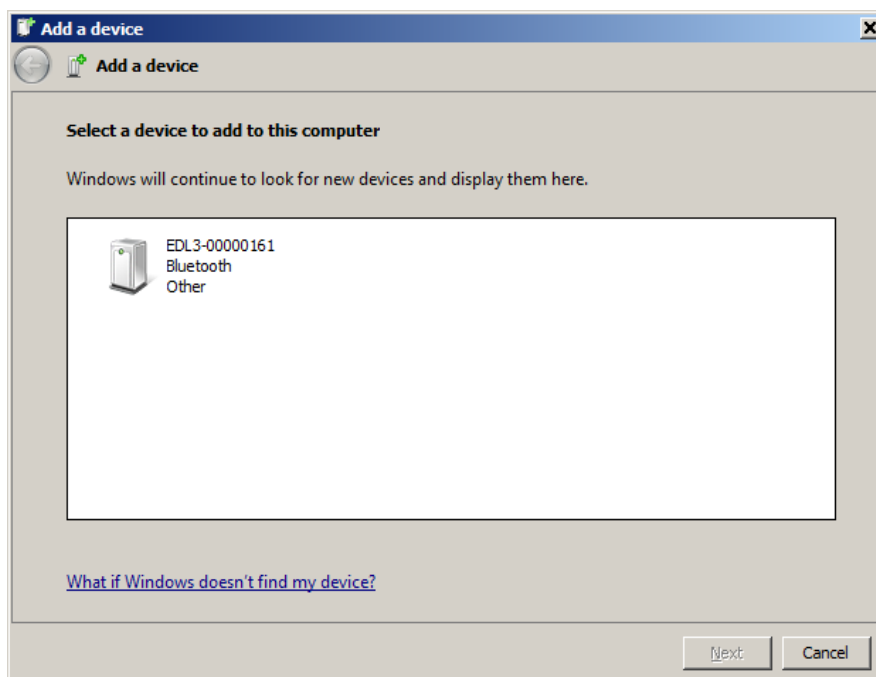 Add a device
Add a device
Select a device to add to this computer
Windows will continue to look for new devices and display them here.
EDL3-00000161
Bluetooth
Other
What if Windows doesn't find my device?
Next
Cancel